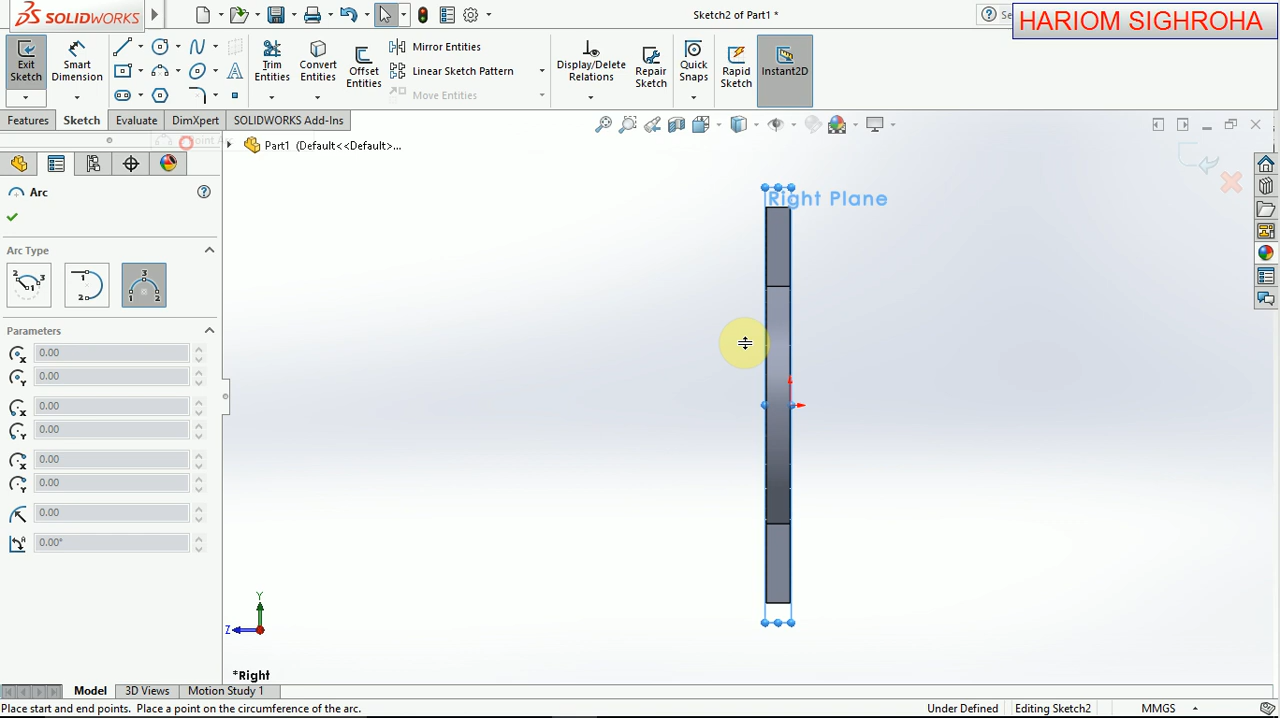 SOLIDWORKS
Sketch2 of Part1 *
HARIOM SIGHROHA
Exit Sketch
Smart Dimension
Trim Entities
Convert Entities
Offset Entities
Mirror Entities
Linear Sketch Pattern
Move Entities
Display/Delete Relations
Repair Sketch
Quick Snaps
Rapid Sketch
Instant2D
Features
Sketch
Evaluate
DimXpert
SOLIDWORKS Add-Ins
Part1 (Default<<Default>...
Arc
Arc Type
Parameters
0.00
0.00
0.00
0.00
0.00
0.00
0.00
0.00°
Right Plane
Y
Z
*Right
Model
3D Views
Motion Study 1
Place start and end points. Place a point on the circumference of the arc.
Under Defined
Editing Sketch2
MMGS